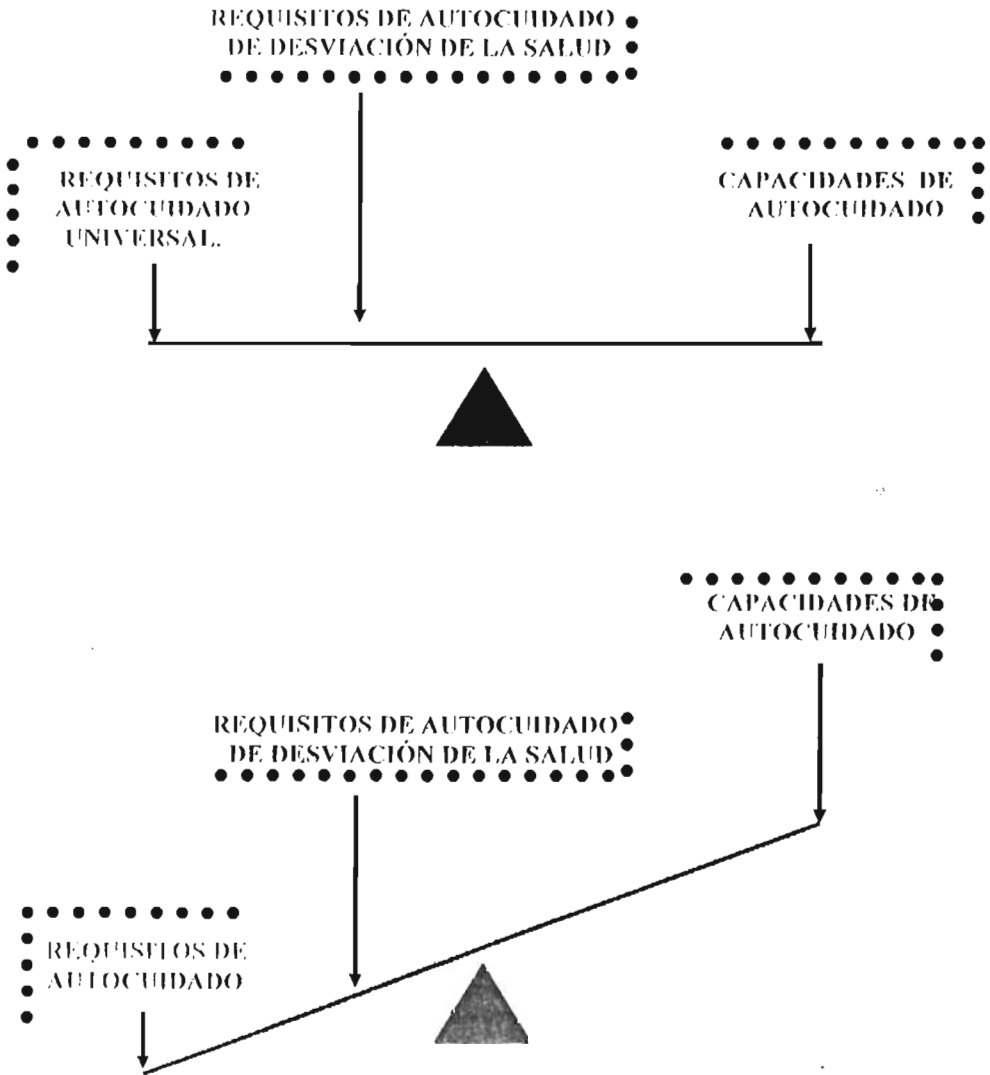 REQUISITOS DE AUTOCUIDADO
DE DESVIACIÓN DE LA SALUD
REQUISITOS DE
AUTOCUIDADO
UNIVERSAL.
CAPACIDADES DE
AUTOCUIDADO
CAPACIDADES DE
AUTOCUIDADO
REQUISITOS DE AUTOCUIDADO
DE DESVIACIÓN DE LA SALUD
REQUISITOS DE
AUTOCUIDADO